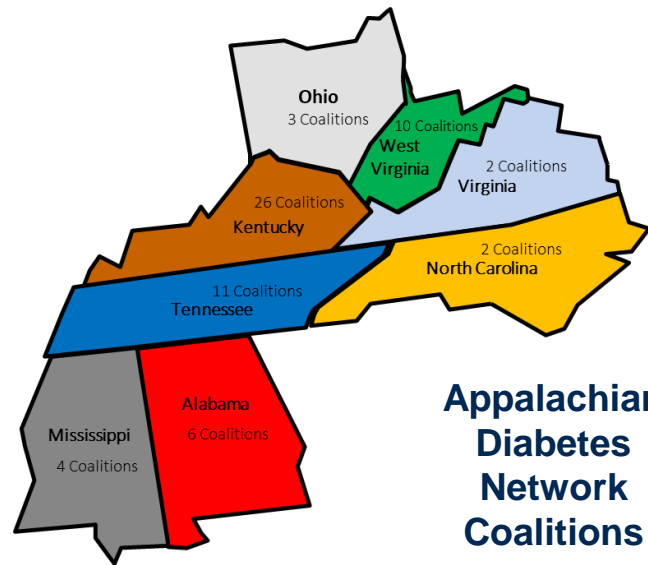 Ohio
3 Coalitions
10 Coalitions
West
Virginia
2 Coalitions
Virginia
26 Coalitions
Kentucky
2 Coalitions
North Carolina
11 Coalitions
Tennessee
Alabama
6 Coalitions
Mississippi
4 Coalitions
Appalachian
Diabetes
Network
Coalitions